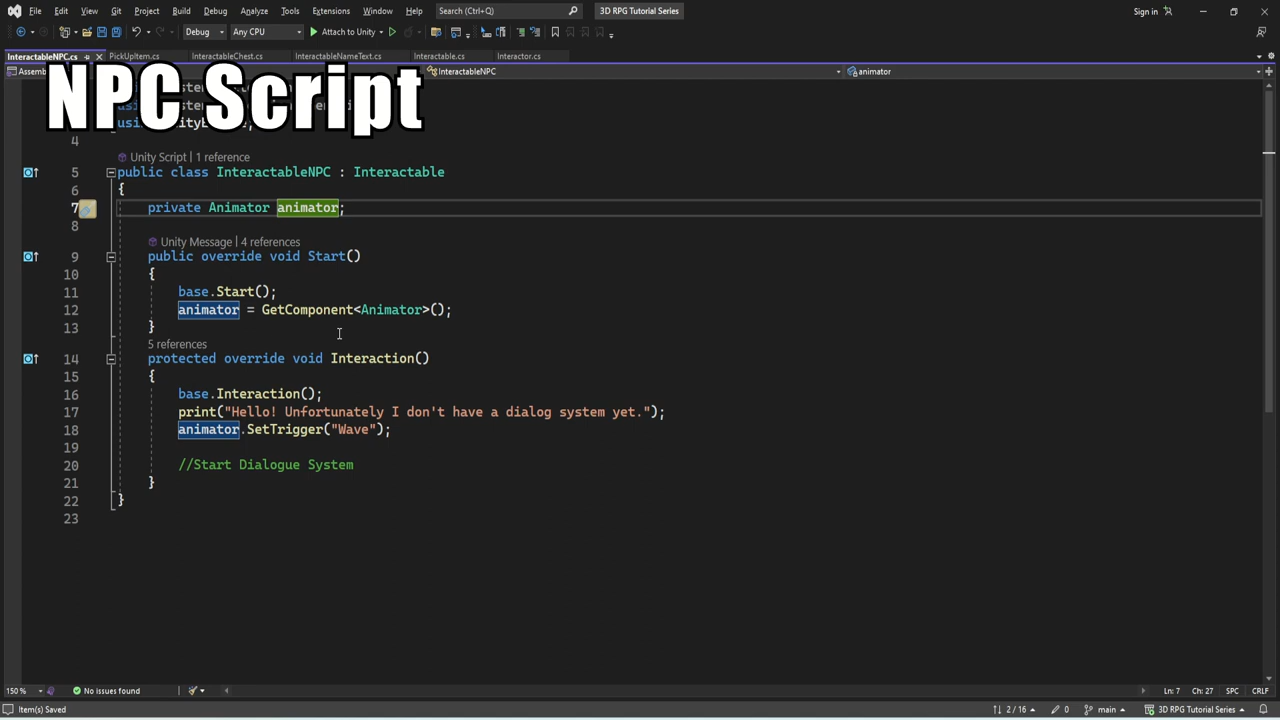 File Edit View Git Project Build Debug Test Analyze Tools Extensions Window Help Search (Ctrl+Q) 3D RPG Tutorial Series Sign in
Debug Any CPU Attach to Unity
InteractableNPC.cs PickUpItem.cs InteractableChest.cs InteractableNameText.cs Interactable.cs Interactor.cs
Assem InteractableNPC animator
NPC Script
4
Unity Script | 1 reference
5 public class InteractableNPC : Interactable
6 {
7 private Animator animator;
8
Unity Message | 4 references
9 public override void Start()
10 {
11 base.Start();
12 animator = GetComponent<Animator>();
13 }
5 references
14 protected override void Interaction()
15 {
16 base.Interaction();
17 print("Hello! Unfortunately I don't have a dialog system yet.");
18 animator.SetTrigger("Wave");
19
20 //Start Dialogue System
21 }
22 }
23
150 % No issues found Ln: 7 Ch: 27 SPC CRLF
Item(s) Saved 2 / 16 0 main 3D RPG Tutorial Series